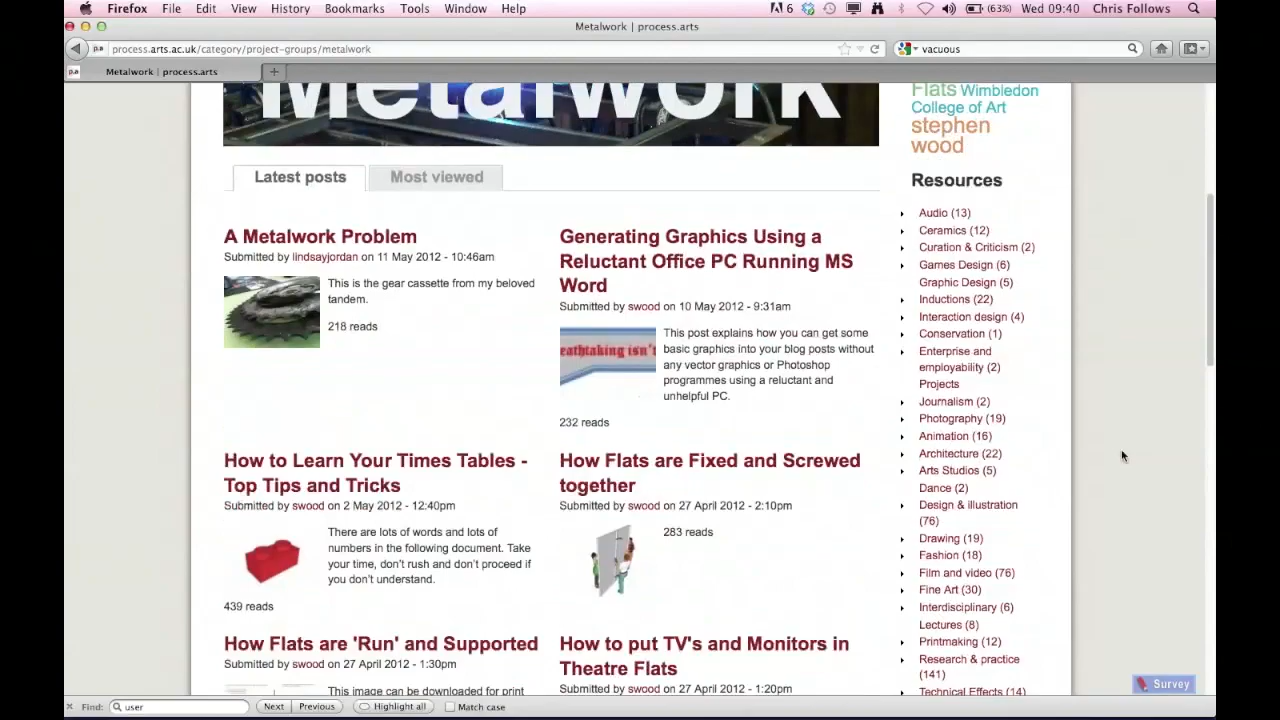 Firefox File Edit View History Bookmarks Tools Window Help 6 (63%) Wed 09:40 Chris Follows
Metalwork | process.arts
p.a process.arts.ac.uk/category/project-groups/metalwork vacuous
p.a Metalwork | process.arts +
Metalwork
Latest posts Most viewed
A Metalwork Problem
Submitted by lindsayjordan on 11 May 2012 - 10:46am
This is the gear cassette from my beloved
tandem.
218 reads
Generating Graphics Using a
Reluctant Office PC Running MS
Word
Submitted by swood on 10 May 2012 - 9:31am
eathtaking isn't
This post explains how you can get some
basic graphics into your blog posts without
any vector graphics or Photoshop
programmes using a reluctant and
unhelpful PC.
232 reads
How to Learn Your Times Tables -
Top Tips and Tricks
Submitted by swood on 2 May 2012 - 12:40pm
There are lots of words and lots of
numbers in the following document. Take
your time, don't rush and don't proceed if
you don't understand.
439 reads
How Flats are Fixed and Screwed
together
Submitted by swood on 27 April 2012 - 2:10pm
283 reads
How Flats are 'Run' and Supported
Submitted by swood on 27 April 2012 - 1:30pm
This image can be downloaded for print
How to put TV's and Monitors in
Theatre Flats
Submitted by swood on 27 April 2012 - 1:20pm
Flats Wimbledon
College of Art
stephen
wood
Resources
Audio (13)
Ceramics (12)
Curation & Criticism (2)
Games Design (6)
Graphic Design (5)
Inductions (22)
Interaction design (4)
Conservation (1)
Enterprise and
employability (2)
Projects
Journalism (2)
Photography (19)
Animation (16)
Architecture (22)
Arts Studios (5)
Dance (2)
Design & illustration
(76)
Drawing (19)
Fashion (18)
Film and video (76)
Fine Art (30)
Interdisciplinary (6)
Lectures (8)
Printmaking (12)
Research & practice
(141)
Technical Effects (14)
Survey
Find: user Next Previous Highlight all Match case